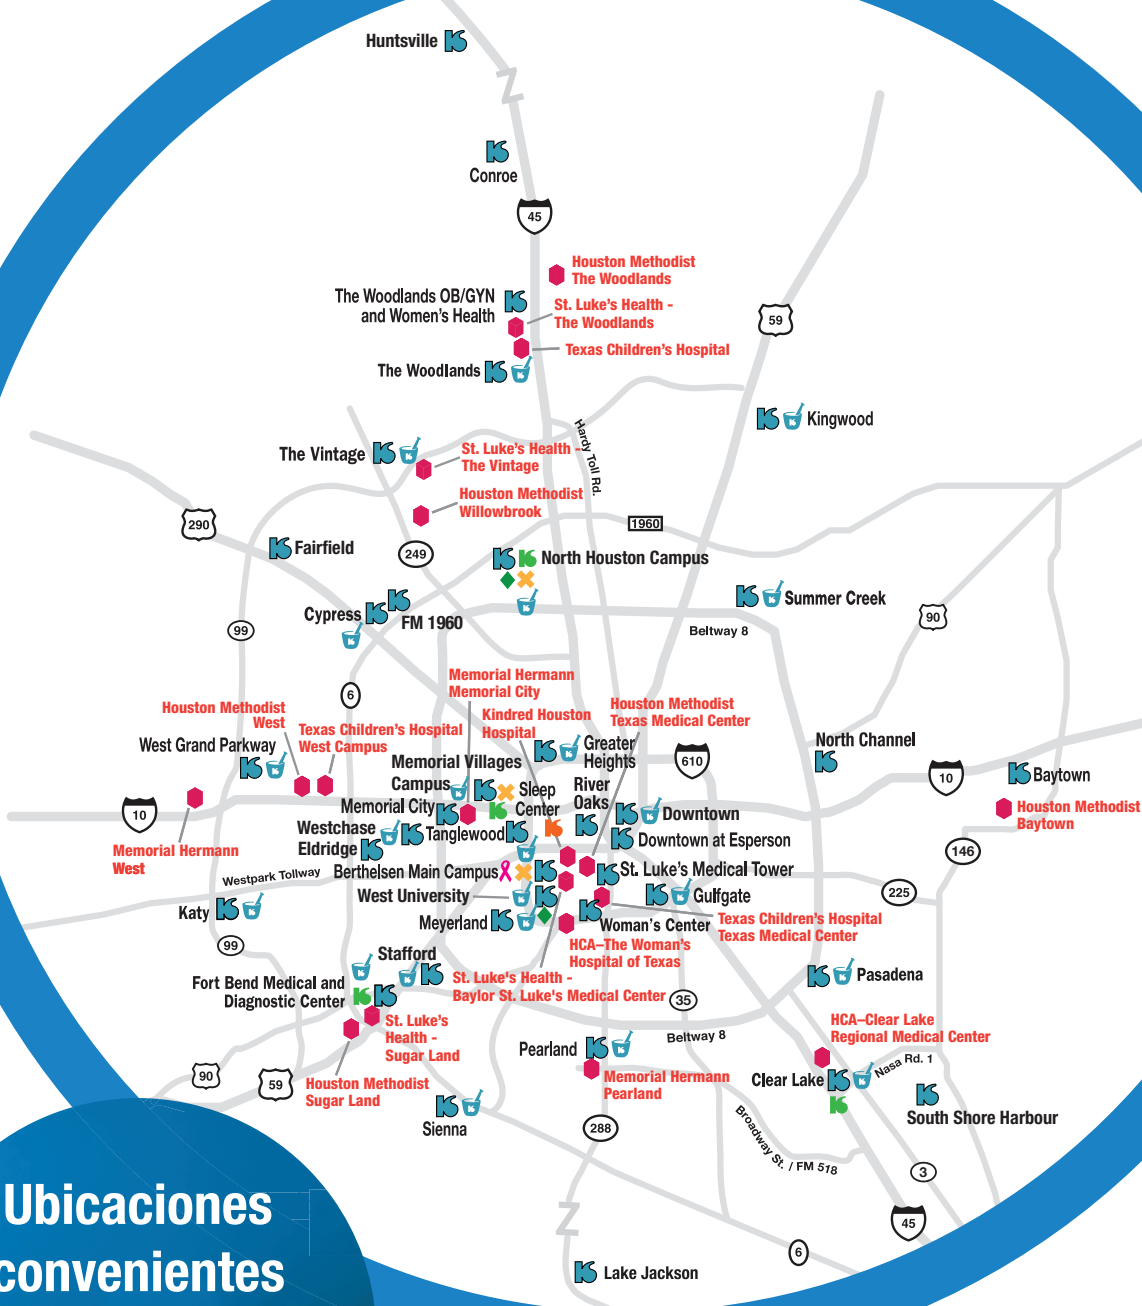 Huntsville
Conroe
45
Houston Methodist
The Woodlands
The Woodlands OB/GYN
and Women's Health
St. Luke's Health -
The Woodlands
Texas Children's Hospital
The Woodlands
59
Kingwood
Hardy Toll Rd.
The Vintage
St. Luke's Health -
The Vintage
Houston Methodist
Willowbrook
290
1960
Fairfield
249
North Houston Campus
Cypress
FM 1960
Summer Creek
90
99
Beltway 8
6
Memorial Hermann
Memorial City
Houston Methodist
West
Texas Children's Hospital
West Campus
Kindred Houston
Hospital
Houston Methodist
Texas Medical Center
West Grand Parkway
Greater
Heights
610
North Channel
Memorial Villages
Campus
Sleep
Center
River
Oaks
10
Baytown
Houston Methodist
Baytown
10
Memorial City
Downtown
Westchase
Eldridge
Tanglewood
Downtown at Esperson
146
Memorial Hermann
West
Westpark Tollway
Berthelsen Main Campus
St. Luke's Medical Tower
West University
Gulfgate
225
Katy
Meyerland
Woman's Center
Texas Children's Hospital
Texas Medical Center
99
HCA–The Woman's
Hospital of Texas
Stafford
Fort Bend Medical and
Diagnostic Center
St. Luke's Health -
Baylor St. Luke's Medical Center
35
Pasadena
St. Luke's
Health -
Sugar Land
HCA–Clear Lake
Regional Medical Center
Beltway 8
Pearland
Nasa Rd. 1
90
59
Houston Methodist
Sugar Land
Memorial Hermann
Pearland
Clear Lake
South Shore Harbour
Sienna
288
Broadway St. / FM 518
3
45
6
Lake Jackson
Ubicaciones
convenientes